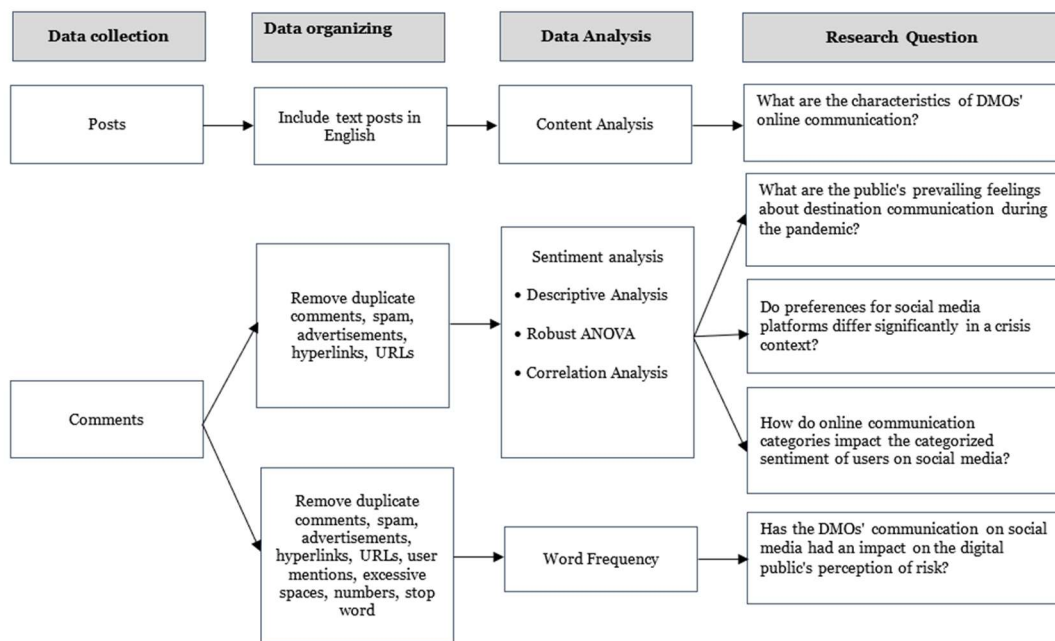 Data collection
Data organizing
Data Analysis
Research Question
Posts
Include text posts in
English
Content Analysis
What are the characteristics of DMOs'
online communication?
Comments
Remove duplicate
comments, spam,
advertisements,
hyperlinks, URLs
Sentiment analysis
• Descriptive Analysis
• Robust ANOVA
• Correlation Analysis
What are the public's prevailing feelings
about destination communication during
the pandemic?
Do preferences for social media
platforms differ significantly in a crisis
context?
How do online communication
categories impact the categorized
sentiment of users on social media?
Remove duplicate
comments, spam,
advertisements,
hyperlinks, URLs, user
mentions, excessive
spaces, numbers, stop
word
Word Frequency
Has the DMOs' communication on social
media had an impact on the digital
public's perception of risk?